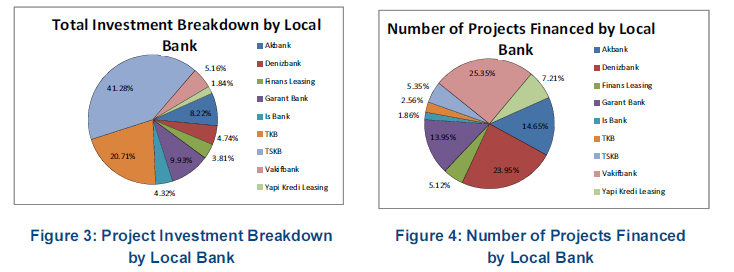 Total Investment Breakdown by Local
Bank
5.16%
1.84%
41.28%
8.22%
4.74%
3.81%
9.93%
20.71%
4.32%
Akbank
Denizbank
Finans Leasing
Garant Bank
Is Bank
TKB
TSKB
Vakifbank
Yapi Kredi Leasing
Figure 3: Project Investment Breakdown
by Local Bank
Number of Projects Financed by Local
Bank
25.35%
7.21%
5.35%
2.56%
1.86%
14.65%
13.95%
23.95%
5.12%
Akbank
Denizbank
Finans Leasing
Garant Bank
Is Bank
TKB
TSKB
Vakifbank
Yapi Kredi Leasing
Figure 4: Number of Projects Financed
by Local Bank